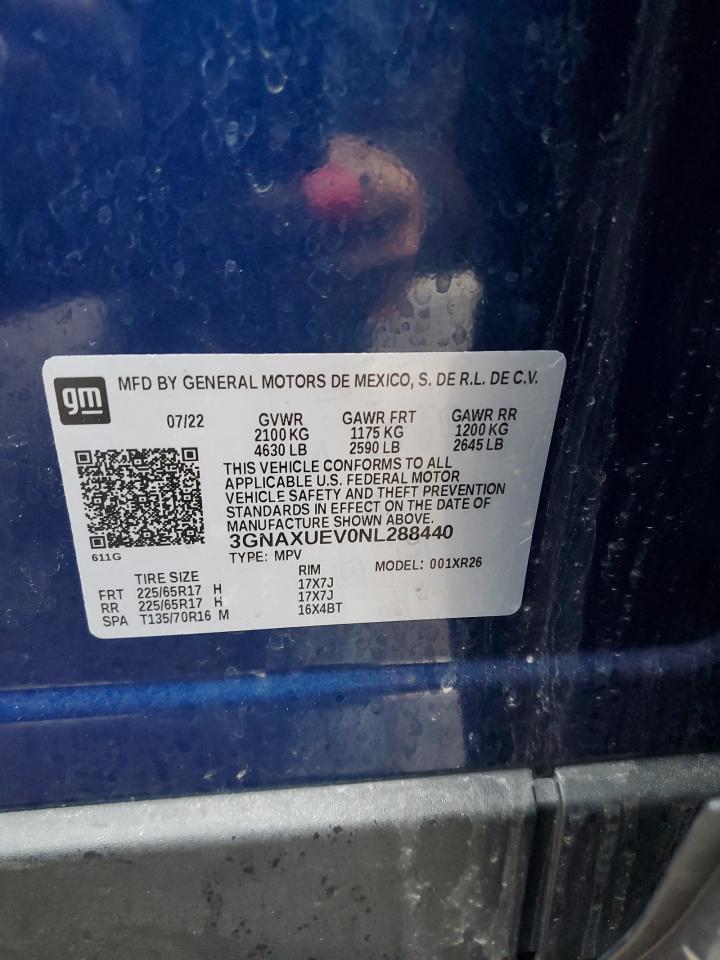 gm
MFD BY GENERAL MOTORS DE MEXICO, S. DE R.L. DE C.V.
07/22 GVWR GAWR FRT GAWR RR
2100 KG 1175 KG 1200 KG
4630 LB 2590 LB 2645 LB
THIS VEHICLE CONFORMS TO ALL
APPLICABLE U.S. FEDERAL MOTOR
VEHICLE SAFETY AND THEFT PREVENTION
STANDARDS IN EFFECT ON THE DATE OF
MANUFACTURE SHOWN ABOVE.
3GNAXUEV0NL288440
611G
TYPE: MPV MODEL: 001XR26
TIRE SIZE RIM
FRT 225/65R17 H 17X7J
RR 225/65R17 H 17X7J
SPA T135/70R16 M 16X4BT